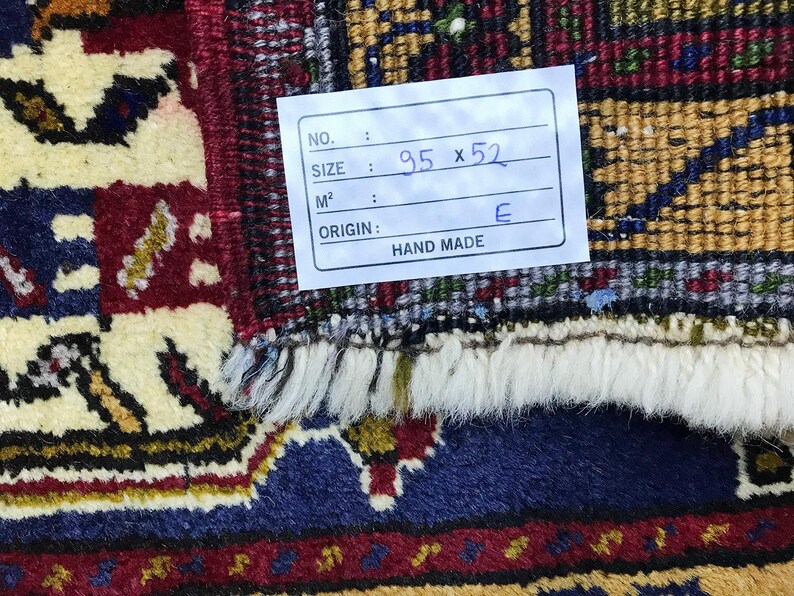 NO. :
SIZE : 95 x 52
M² :
ORIGIN: E
HAND MADE